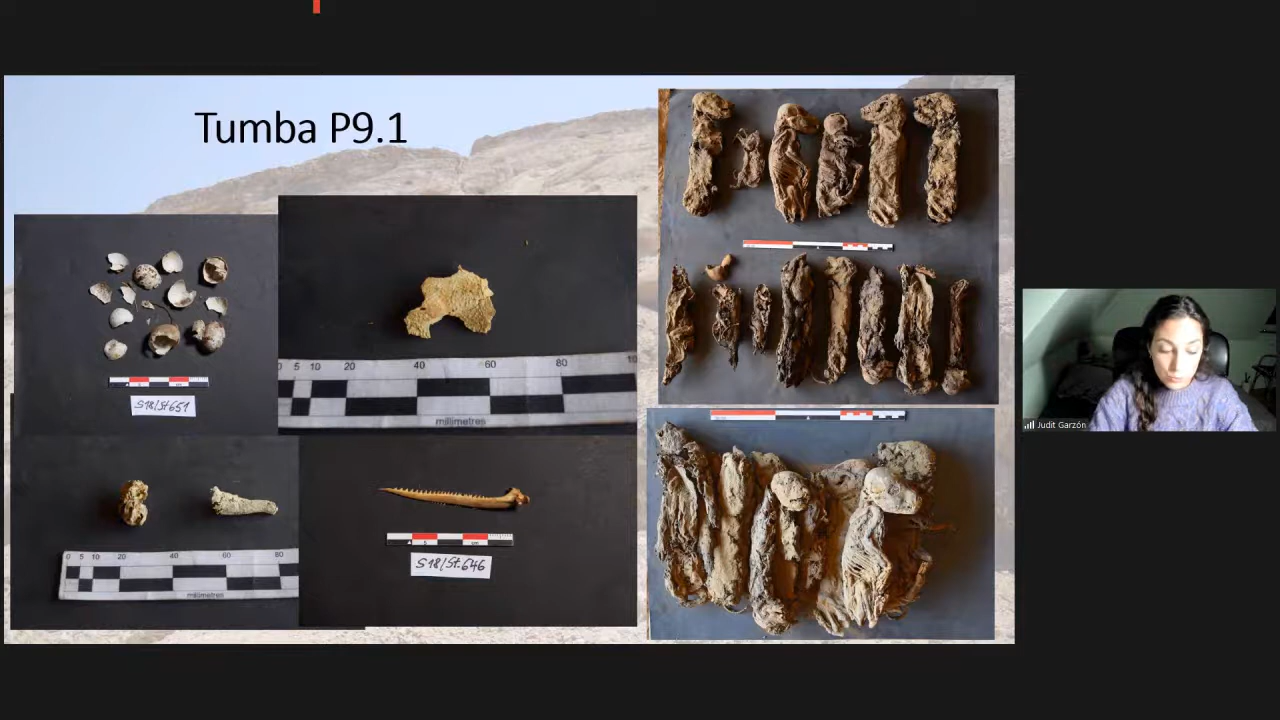 Tumba P9.1
0 5 10 20 40 60 80 10
millimetres
S18/St.651
0 5 10 20 40 60 80
millimetres
S18/St.646
Judit Garzón